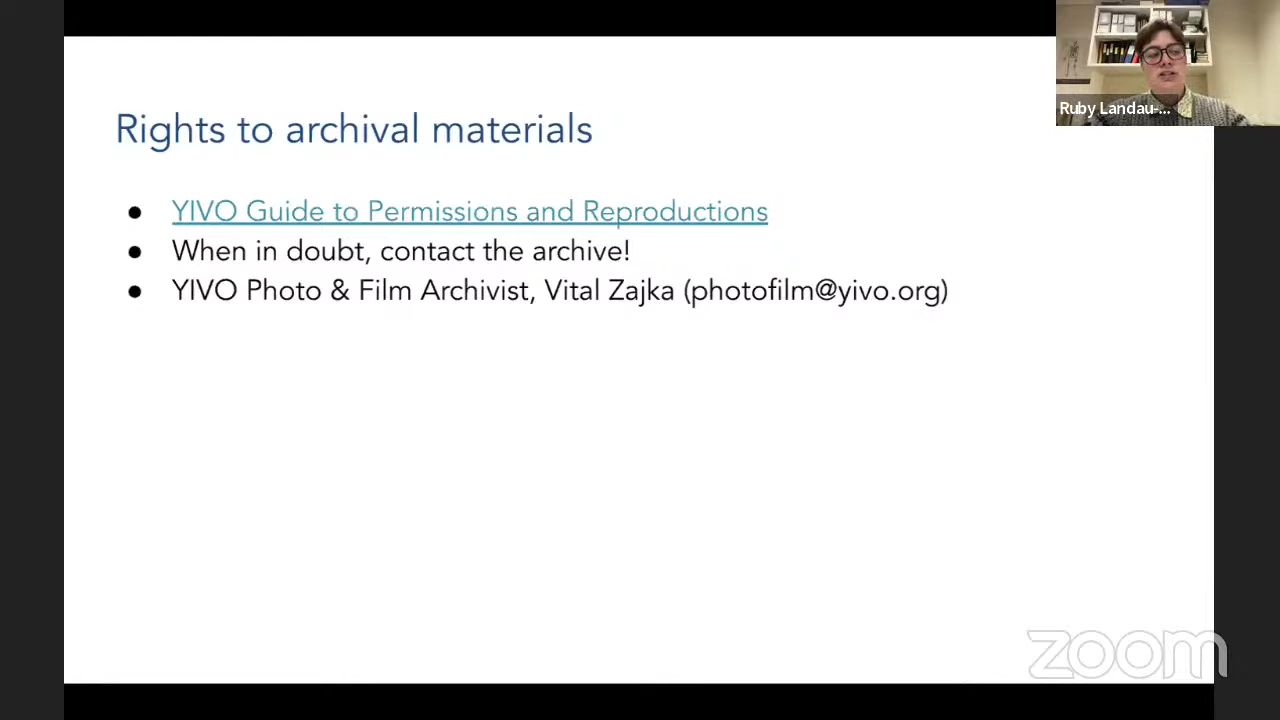 Ruby Landau-...
Rights to archival materials
● YIVO Guide to Permissions and Reproductions
● When in doubt, contact the archive!
● YIVO Photo & Film Archivist, Vital Zajka (photofilm@yivo.org)
zoom